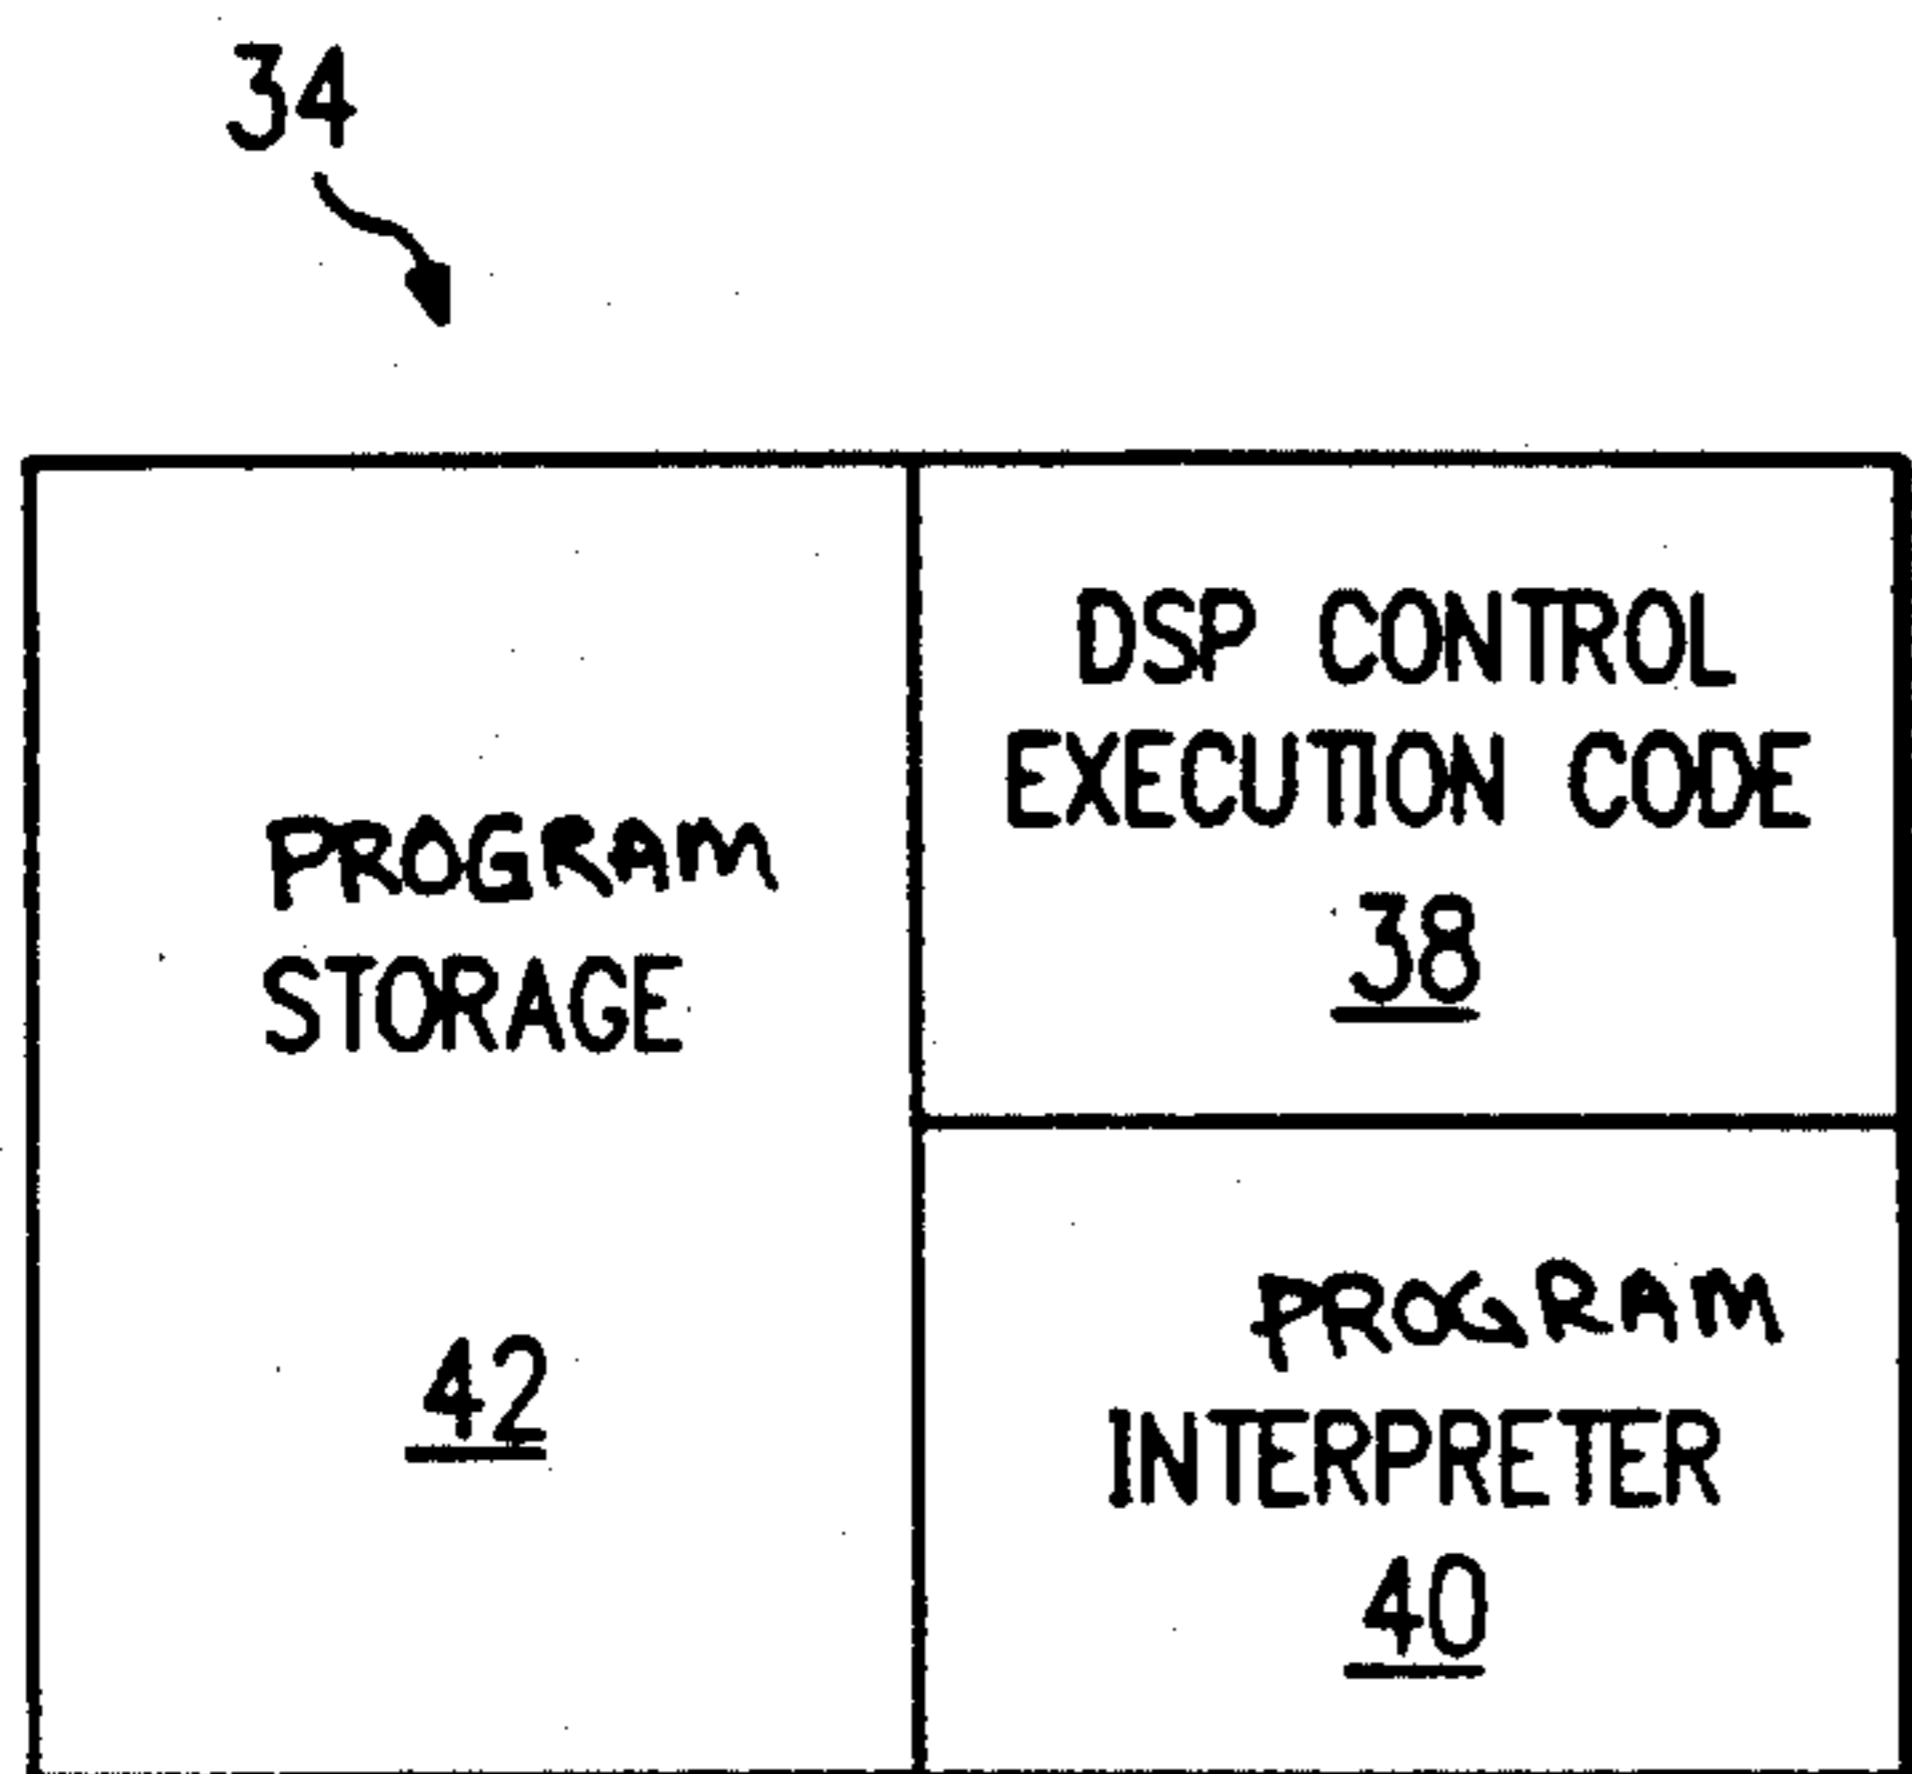 34
PROGRAM
STORAGE
42
DSP CONTROL
EXECUTION CODE
38
PROGRAM
INTERPRETER
40